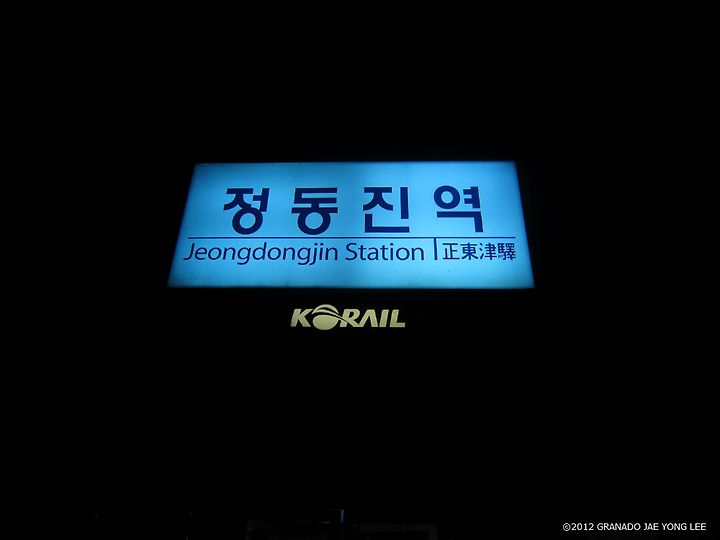 정동진역
Jeongdongjin Station | 正東津驛
KORAIL
©2012 GRANADO JAE YONG LEE